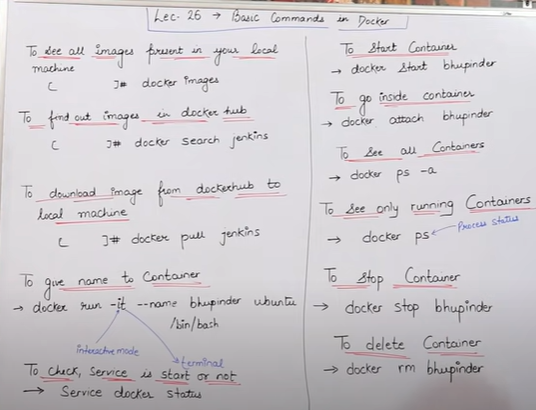 Lec. 25 → Basic Commands in Docker
To see all images present in your local
machine
[ ]# docker images
To find out images in docker hub
[ ]# docker search jenkins
To download image from dockerhub to
local machine
[ ]# docker pull jenkins
To give name to Container
→ docker run -it --name bhupinder ubuntu
/bin/bash
interactive mode
terminal
To check, service is start or not
→ Service docker status
To Start Container
→ docker start bhupinder
To go inside container
→ docker attach bhupinder
To See all Containers
→ docker ps -a
To See only running Containers
→ docker ps ← Process status
To Stop Container
→ docker stop bhupinder
To delete Container
→ docker rm bhupinder